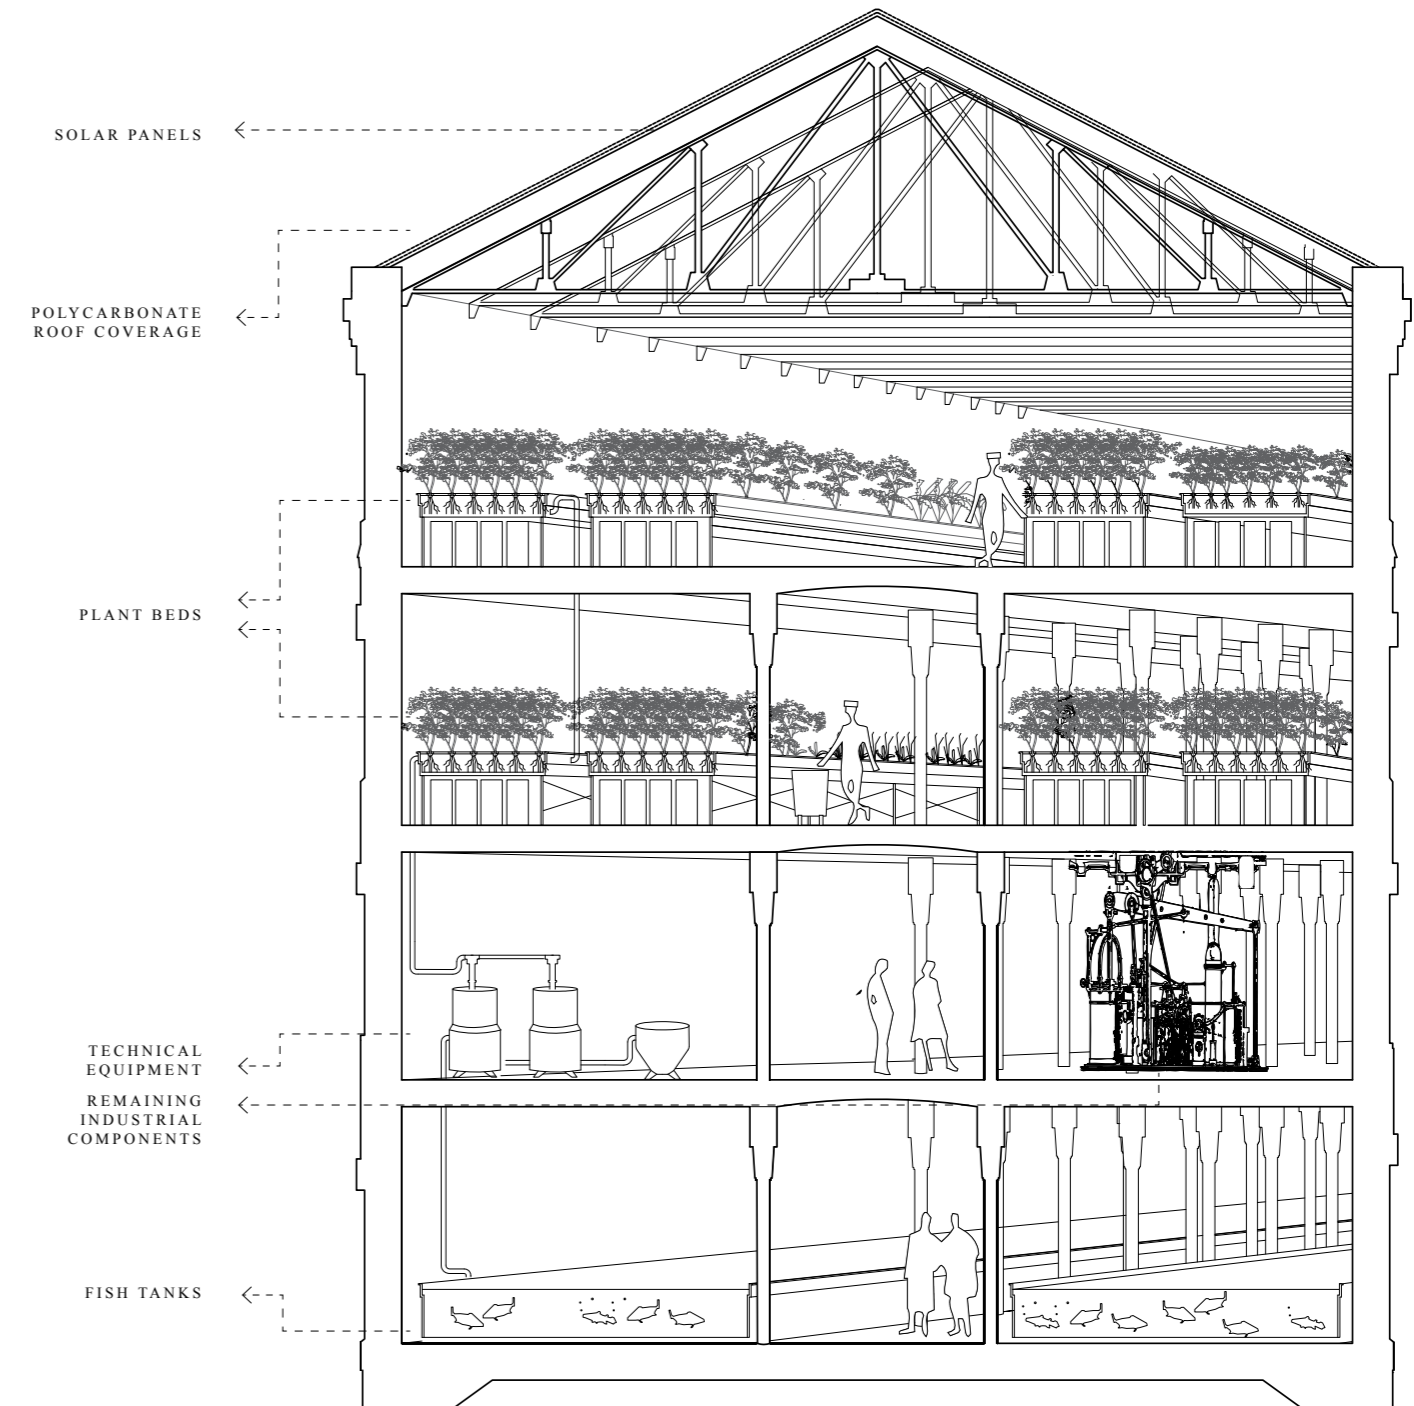 SOLAR PANELS
POLYCARBONATE
ROOF COVERAGE
PLANT BEDS
TECHNICAL
EQUIPMENT
REMAINING
INDUSTRIAL
COMPONENTS
FISH TANKS